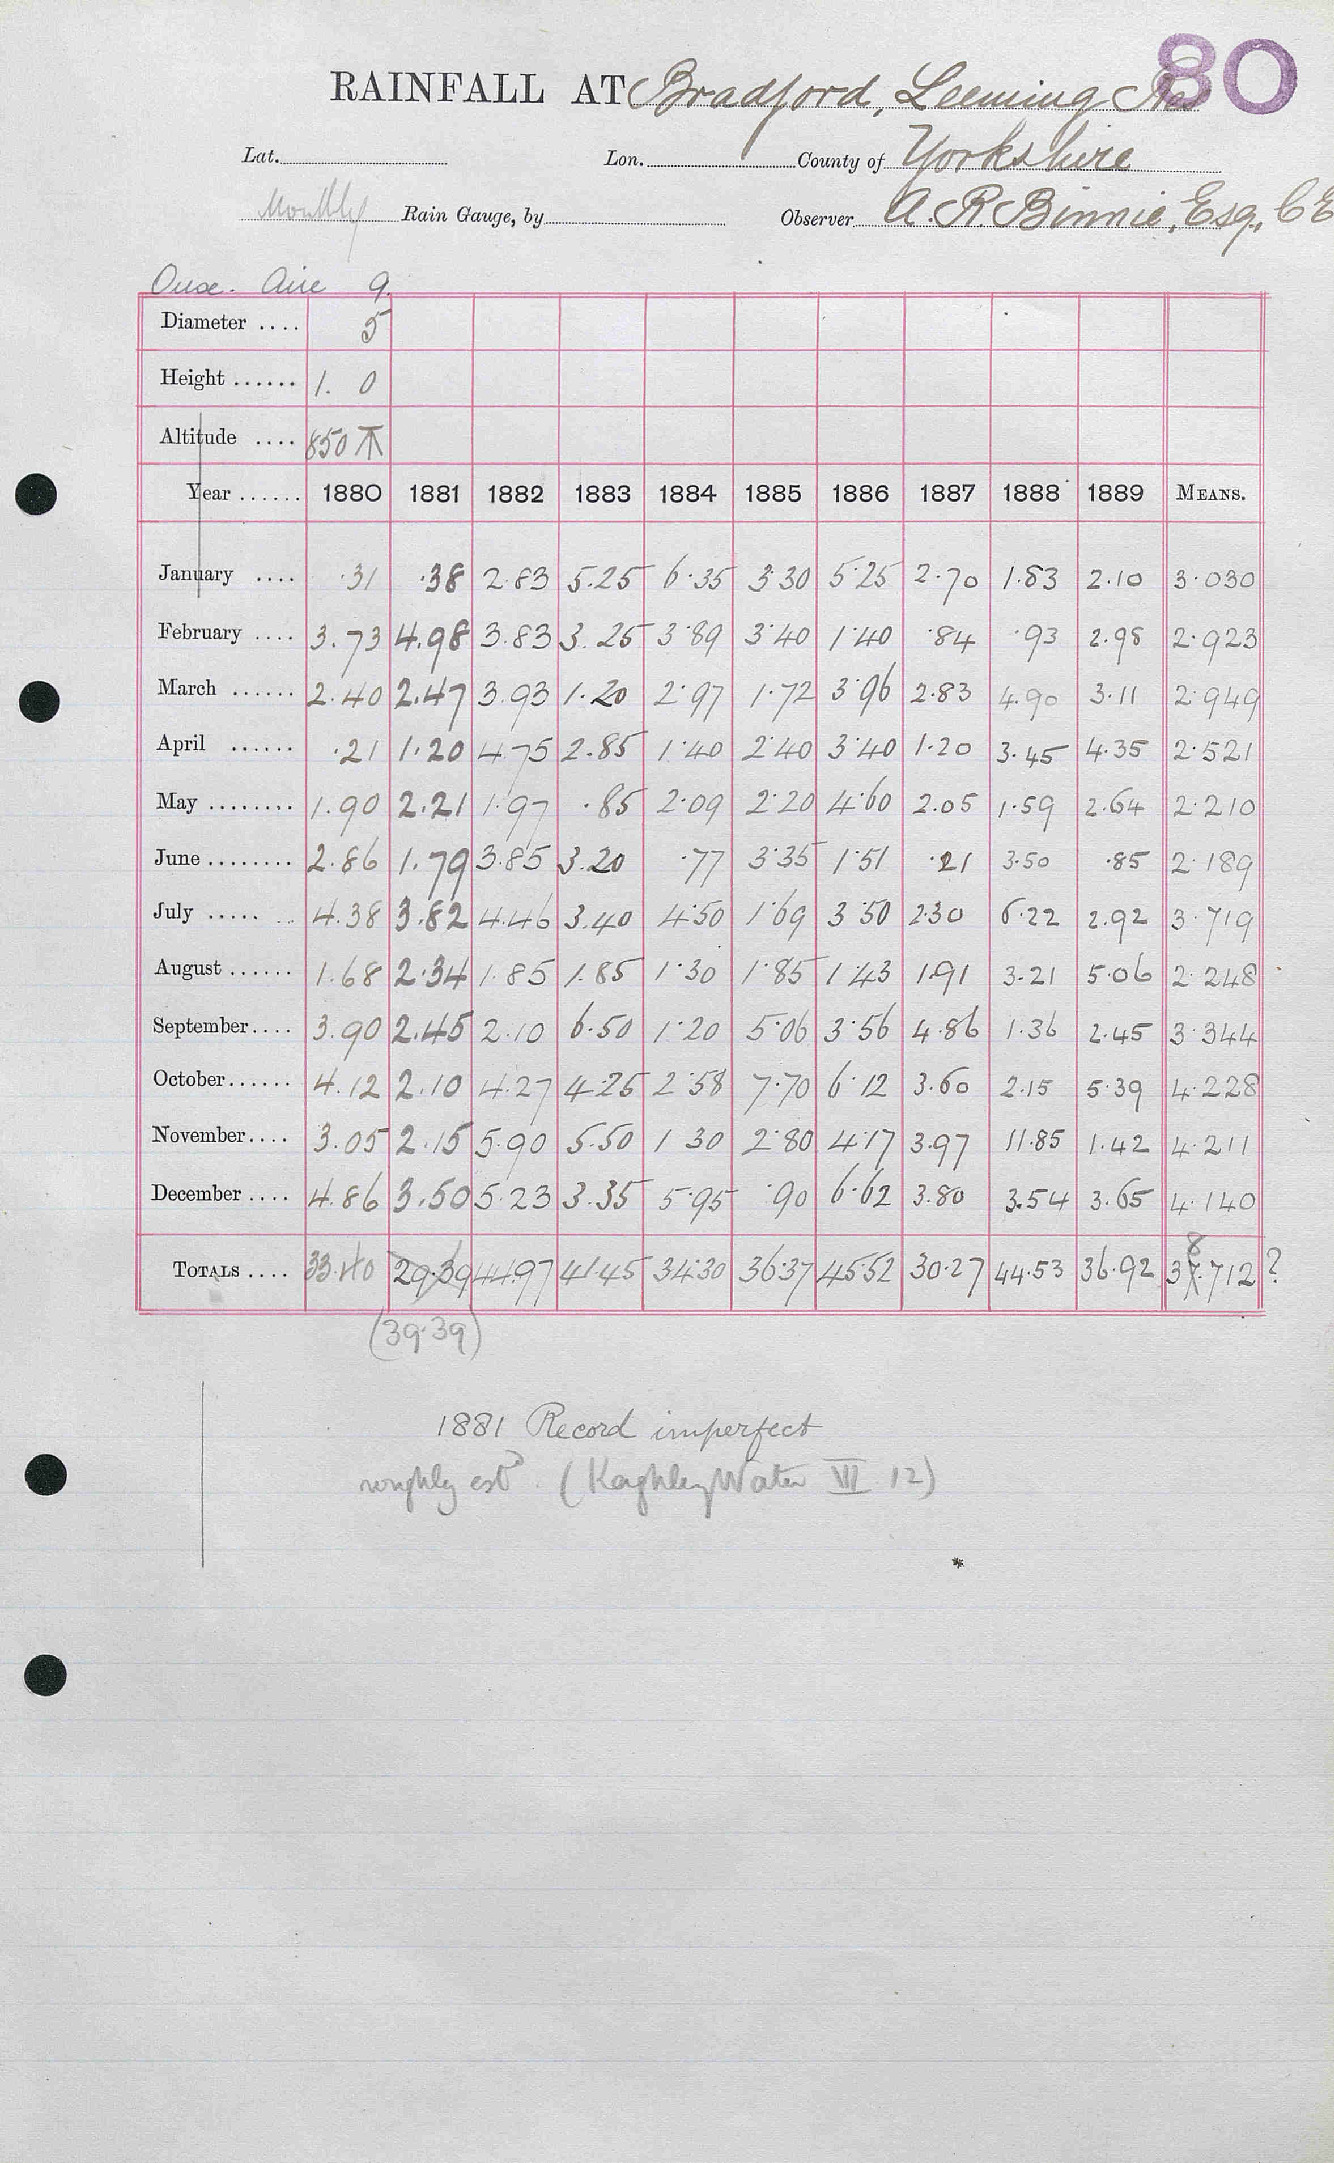 80
RAINFALL AT Bradford, Leeming Res
Lat. Lon. County of Yorkshire
Monthly Rain Gauge, by Observer A. R. Binnie, Esq., C E
Ouse. Aire 9.
Diameter .... 5
Height ...... 1. 0
Altitude .... 850 T
Year ...... 1880 1881 1882 1883 1884 1885 1886 1887 1888 1889 MEANS.
January .... .31 .38 2.83 5.25 6.35 3.30 5.25 2.70 1.83 2.10 3.030
February .... 3.73 4.98 3.83 3.25 3.89 3.40 1.40 .84 .93 2.98 2.923
March ...... 2.40 2.47 3.93 1.20 2.97 1.72 3.96 2.83 4.90 3.11 2.949
April ...... .21 1.20 4.75 2.85 1.40 2.40 3.40 1.20 3.45 4.35 2.521
May ........ 1.90 2.21 1.97 .85 2.09 2.20 4.60 2.05 1.59 2.64 2.210
June ........ 2.86 1.79 3.85 3.20 .77 3.35 1.51 .21 3.50 .85 2.189
July ..... .. 4.38 3.82 4.46 3.40 4.50 1.69 3.50 2.30 6.22 2.92 3.719
August ...... 1.68 2.34 1.85 1.85 1.30 1.85 1.43 1.91 3.21 5.06 2.248
September.... 3.90 2.45 2.10 6.50 1.20 5.06 3.56 4.86 1.36 2.45 3.344
October...... 4.12 2.10 4.27 4.25 2.58 7.70 6.12 3.60 2.15 5.39 4.228
November.... 3.05 2.15 5.90 5.50 1.30 2.80 4.17 3.97 11.85 1.42 4.211
December .... 4.86 3.50 5.23 3.35 5.95 .90 6.62 3.80 3.54 3.65 4.140
8
TOTALS .... 33.40 29.39 44.97 41.45 34.30 36.37 45.52 30.27 44.53 36.92 37.712 ?
(39.39)
1881 Record imperfect
roughly estd. (Keighley Water VII 12)